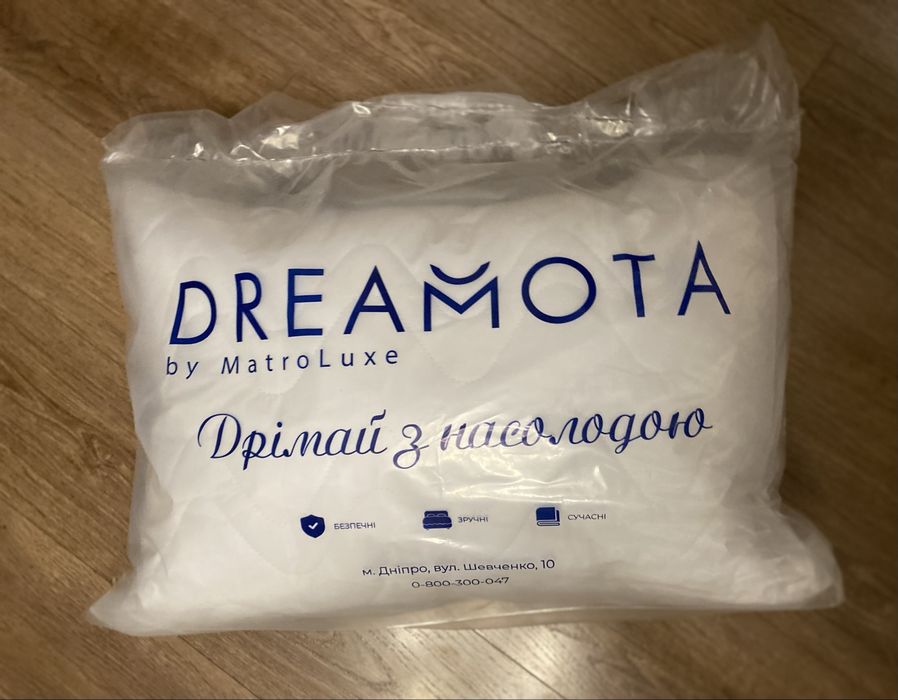 DREAMOTA
by MatroLuxe
Дрімай з насолодою
БЕЗПЕЧНІ ЗРУЧНІ СУЧАСНІ
м. Дніпро, вул. Шевченко, 10
0-800-300-047